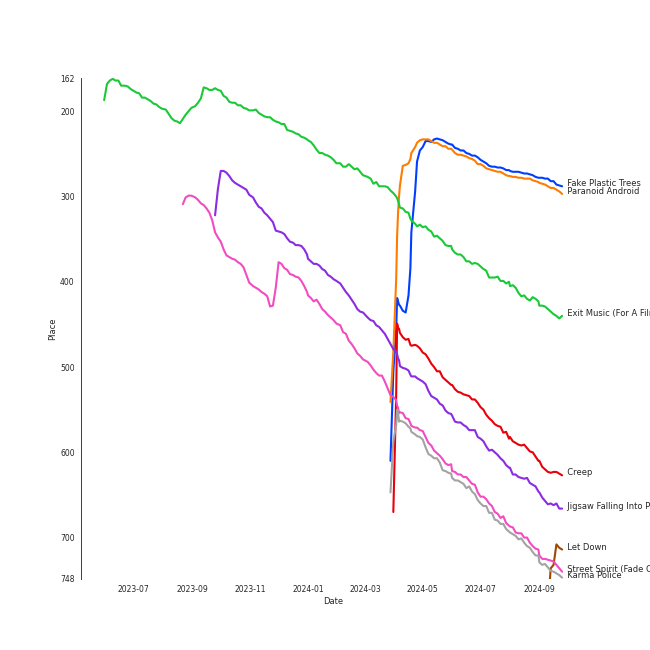 162
200
300
400
500
600
700
748
Place
2023-07
2023-09
2023-11
2024-01
2024-03
2024-05
2024-07
2024-09
Date
Fake Plastic Trees
Paranoid Android
Exit Music (For A Fil
Creep
Jigsaw Falling Into P
Let Down
Street Spirit (Fade O
Karma Police